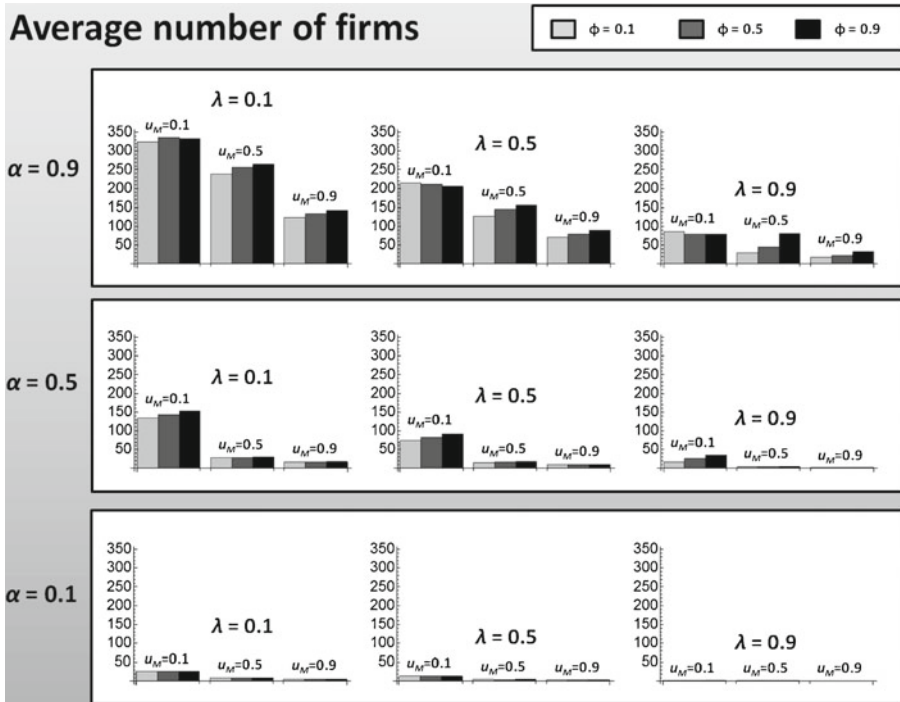 Average number of firms
ϕ = 0.1 ϕ = 0.5 ϕ = 0.9
α = 0.9
λ = 0.1
350
300
250
200
150
100
50
u_M=0.1
u_M=0.5
u_M=0.9
λ = 0.5
350
300
250
200
150
100
50
u_M=0.1
u_M=0.5
u_M=0.9
λ = 0.9
350
300
250
200
150
100
50
u_M=0.1
u_M=0.5
u_M=0.9
α = 0.5
λ = 0.1
350
300
250
200
150
100
50
u_M=0.1
u_M=0.5
u_M=0.9
λ = 0.5
350
300
250
200
150
100
50
u_M=0.1
u_M=0.5
u_M=0.9
λ = 0.9
350
300
250
200
150
100
50
u_M=0.1
u_M=0.5
u_M=0.9
α = 0.1
λ = 0.1
350
300
250
200
150
100
50
u_M=0.1
u_M=0.5
u_M=0.9
λ = 0.5
350
300
250
200
150
100
50
u_M=0.1
u_M=0.5
u_M=0.9
λ = 0.9
350
300
250
200
150
100
50
u_M=0.1
u_M=0.5
u_M=0.9